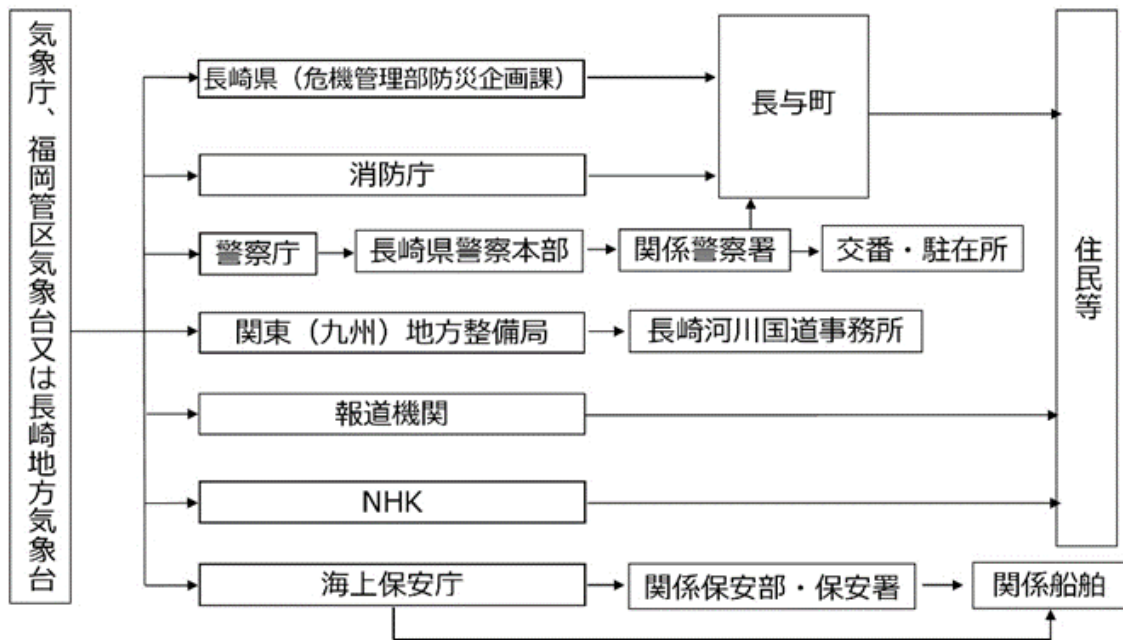 気象庁、福岡管区気象台又は長崎地方気象台
長崎県（危機管理部防災企画課）
長与町
消防庁
警察庁
長崎県警察本部
関係警察署
交番・駐在所
関東（九州）地方整備局
長崎河川国道事務所
報道機関
NHK
海上保安庁
関係保安部・保安署
関係船舶
住民等